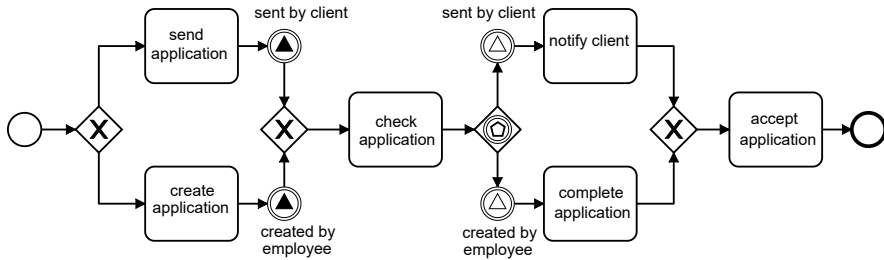 sent by client
send
application
sent by client
notify client
X
X
check
application
X
accept
application
create
application
created by
employee
complete
application
created by
employee